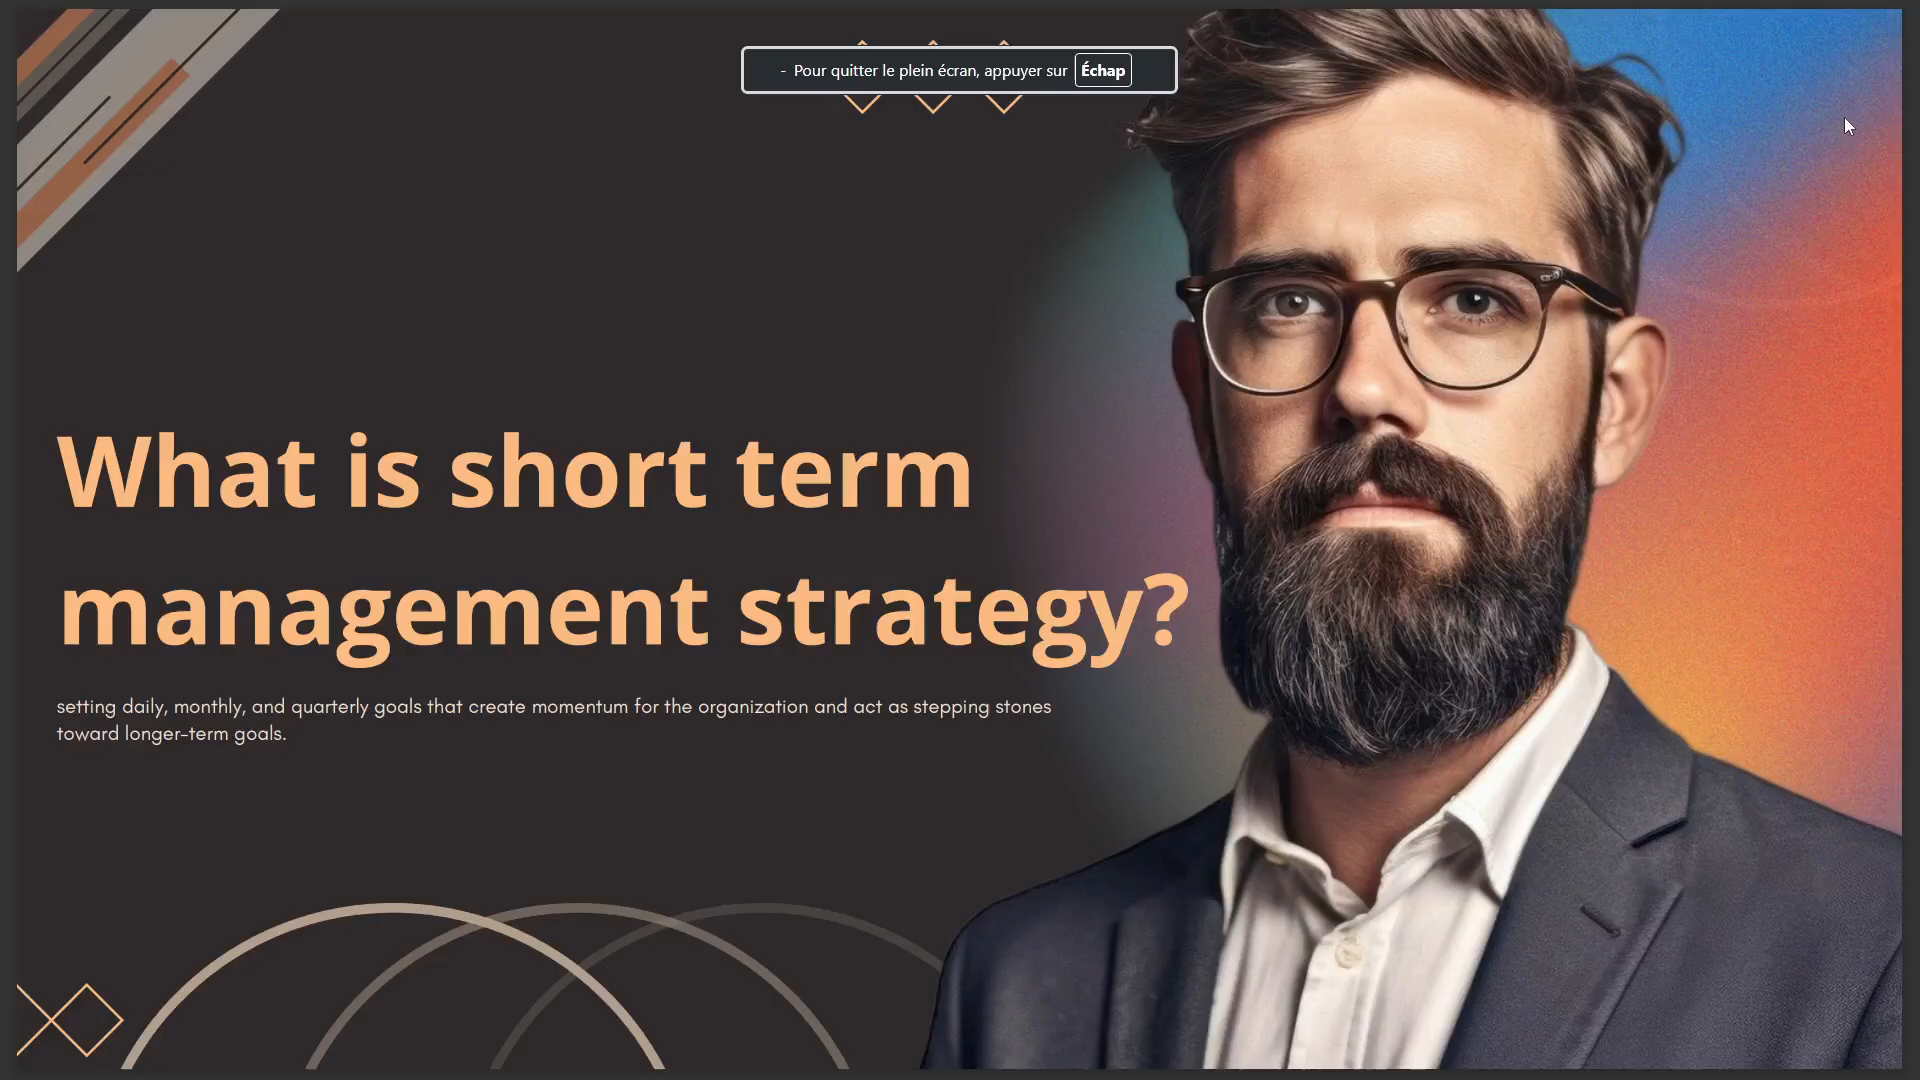 - Pour quitter le plein écran, appuyer sur Échap
What is short term
management strategy?
setting daily, monthly, and quarterly goals that create momentum for the organization and act as stepping stones
toward longer-term goals.